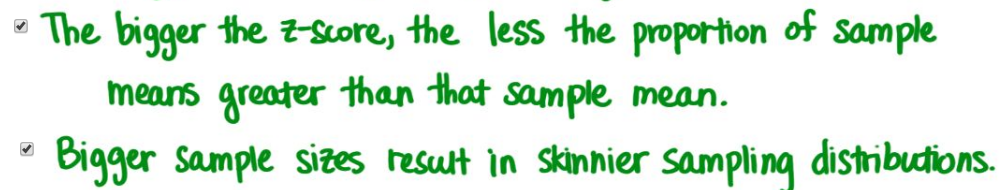 The bigger the z-score, the less the proportion of sample
means greater than that sample mean.
Bigger sample sizes result in skinnier sampling distributions.